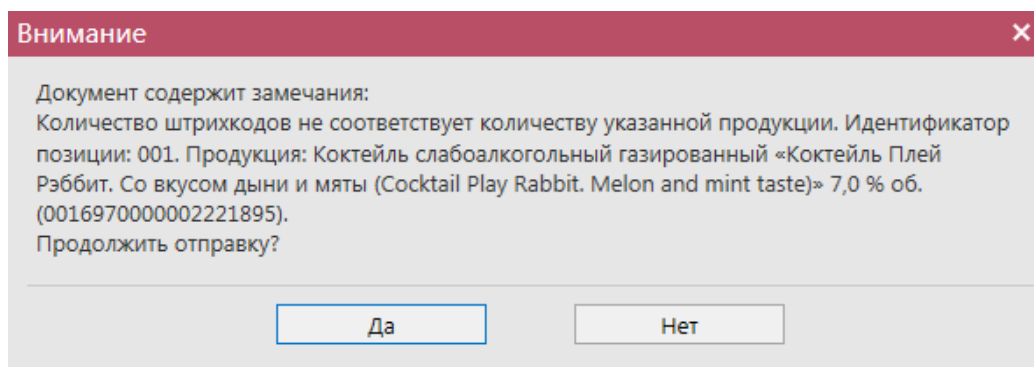 Внимание
Документ содержит замечания:
Количество штрихкодов не соответствует количеству указанной продукции. Идентификатор
позиции: 001. Продукция: Коктейль слабоалкогольный газированный «Коктейль Плей
Рэббит. Со вкусом дыни и мяты (Cocktail Play Rabbit. Melon and mint taste)» 7,0 % об.
(0016970000002221895).
Продолжить отправку?
Да
Нет